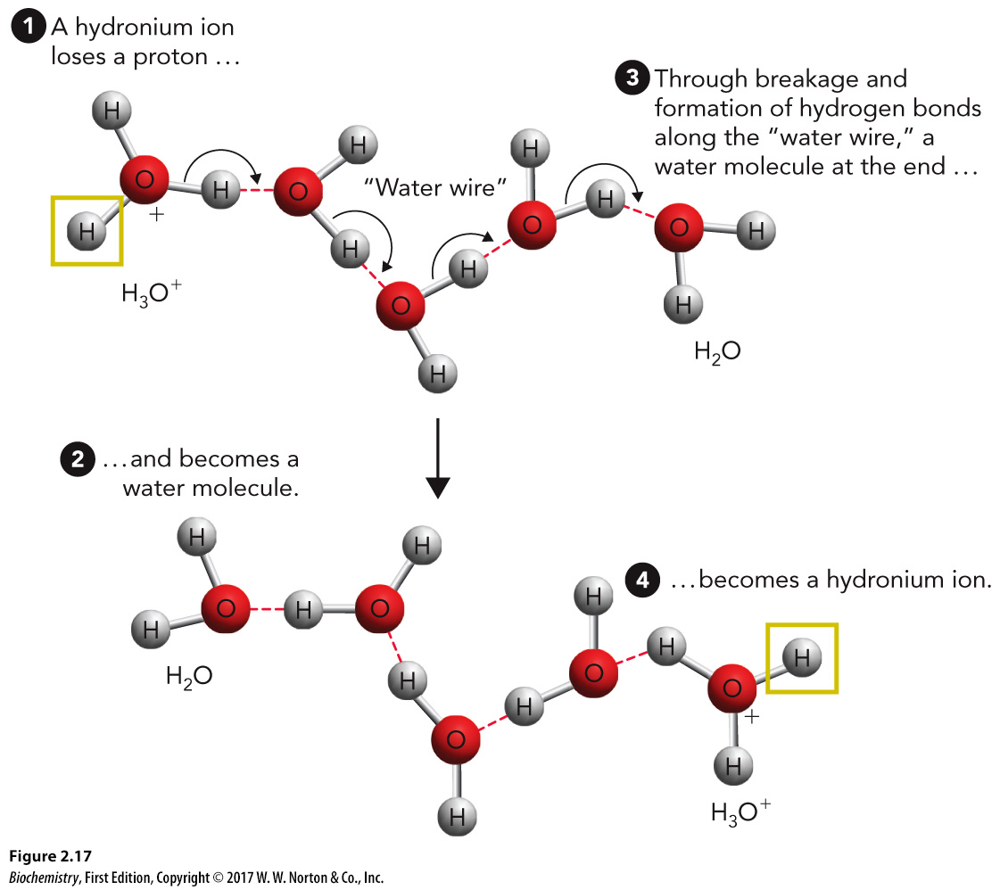 1 A hydronium ion
loses a proton …
3 Through breakage and
formation of hydrogen bonds
along the “water wire,” a
water molecule at the end …
H
H
H
H
O
H
O
“Water wire”
H
O
O
H
+
H
H
H
H₃O⁺
O
H
H₂O
H
2 …and becomes a
water molecule.
H
H
4 …becomes a hydronium ion.
H
O
H
O
H
H
H
H₂O
H
O
O
+
H
O
H
H
H₃O⁺
Figure 2.17
Biochemistry, First Edition, Copyright © 2017 W. W. Norton & Co., Inc.